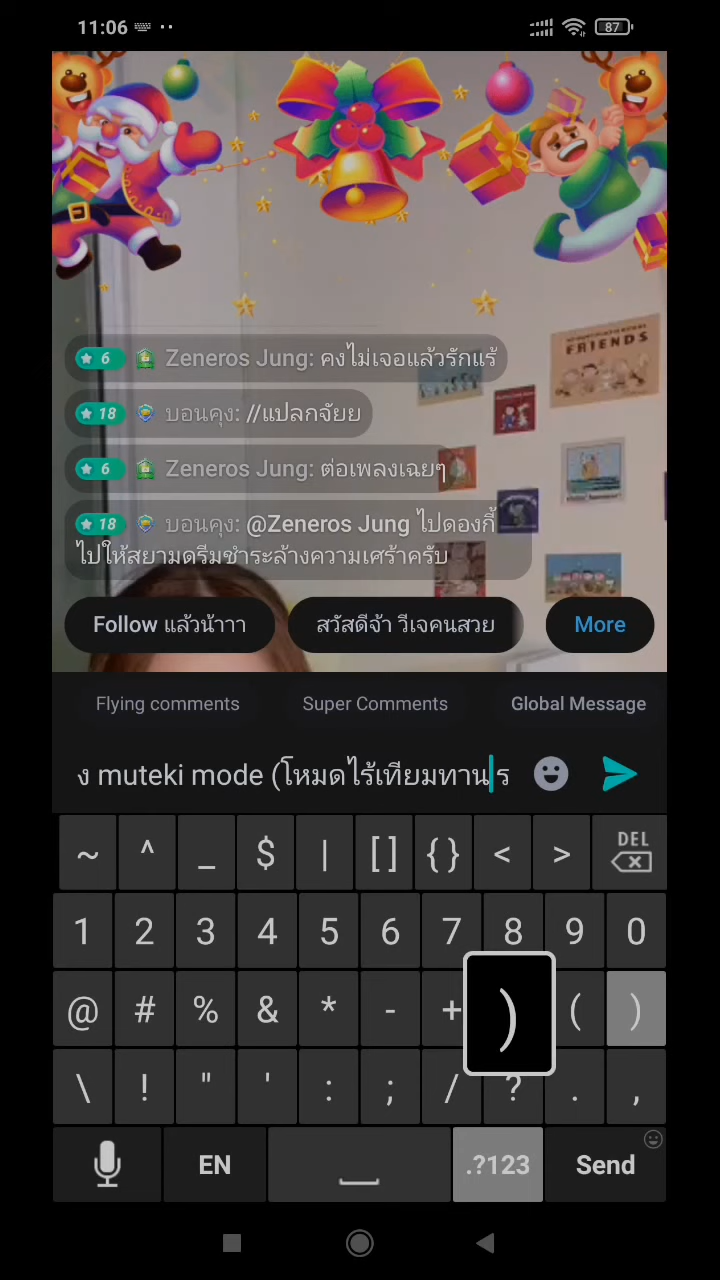 11:06
87
FRIENDS
6 Zeneros Jung: คงไม่เจอแล้วรักแร้
18 บอนคุง: //แปลกจัยย
6 Zeneros Jung: ต่อเพลงเฉยๆ
18 บอนคุง: @Zeneros Jung ไปดองกี้
ไปให้สยามดรีมชำระล้างความเศร้าครับ
Follow แล้วน้าาา สวัสดีจ้า วีเจคนสวย More
Flying comments Super Comments Global Message
ง muteki mode (โหมดไร้เทียมทาน ร
~ ^ _ $ | [ ] { } < > DEL
1 2 3 4 5 6 7 8 9 0
@ # % & * - + ) ( )
\ ! " ' : ; / ? . ,
EN .?123 Send